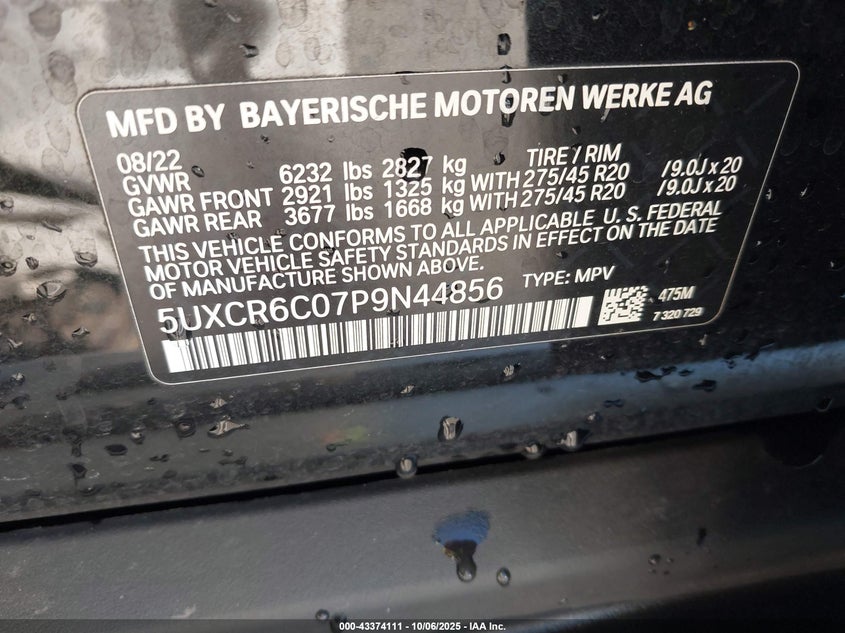 MFD BY BAYERISCHE MOTOREN WERKE AG
08/22 TIRE / RIM
GVWR 6232 lbs 2827 kg
GAWR FRONT 2921 lbs 1325 kg WITH 275/45 R20 /9.0J x 20
GAWR REAR 3677 lbs 1668 kg WITH 275/45 R20 /9.0J x 20
THIS VEHICLE CONFORMS TO ALL APPLICABLE U. S. FEDERAL
MOTOR VEHICLE SAFETY STANDARDS IN EFFECT ON THE DATE
OF MANUFACTURE SHOWN ABOVE.
5UXCR6C07P9N44856 TYPE: MPV
475M
7 320 729
000-43374111 - 10/06/2025 - IAA Inc.